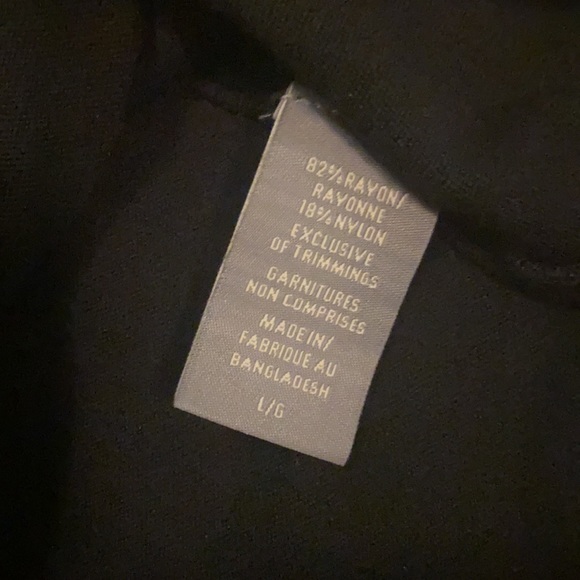 82% RAYON/
RAYONNE
18% NYLON
EXCLUSIVE
OF TRIMMINGS
GARNITURES
NON COMPRISES
MADE IN/
FABRIQUE AU
BANGLADESH
L/G